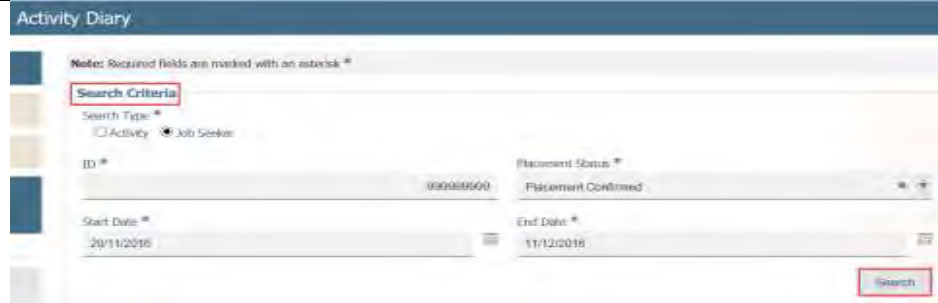 Activity Diary
Note: Required fields are marked with an asterisk *
Search Criteria
Search Type *
Activity Job Seeker
ID * Placement Status *
999999999 Placement Confirmed
Start Date * End Date *
20/11/2016 11/12/2016
Search